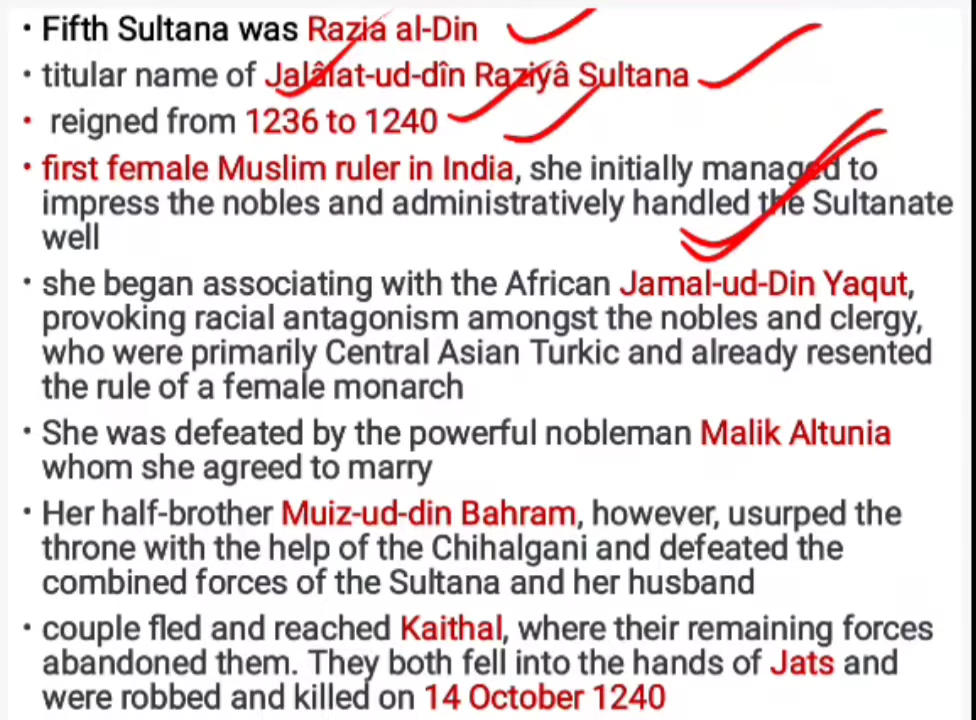 • Fifth Sultana was Razia al-Din
• titular name of Jalâlat-ud-dîn Raziyâ Sultana
• reigned from 1236 to 1240
• first female Muslim ruler in India, she initially managed to
impress the nobles and administratively handled the Sultanate
well
• she began associating with the African Jamal-ud-Din Yaqut,
provoking racial antagonism amongst the nobles and clergy,
who were primarily Central Asian Turkic and already resented
the rule of a female monarch
• She was defeated by the powerful nobleman Malik Altunia
whom she agreed to marry
• Her half-brother Muiz-ud-din Bahram, however, usurped the
throne with the help of the Chihalgani and defeated the
combined forces of the Sultana and her husband
• couple fled and reached Kaithal, where their remaining forces
abandoned them. They both fell into the hands of Jats and
were robbed and killed on 14 October 1240